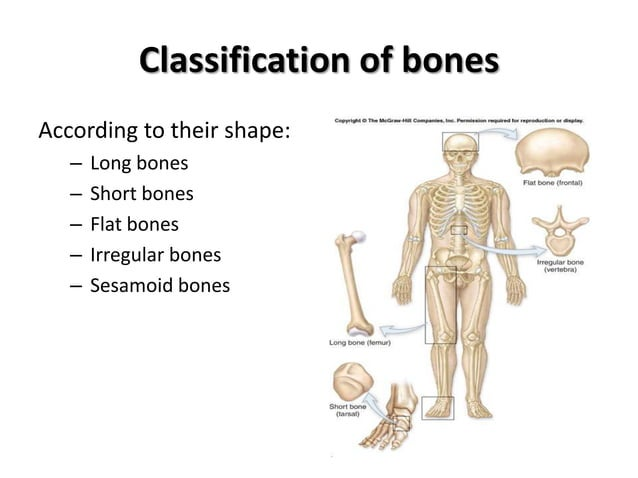 Classification of bones
According to their shape:
– Long bones
– Short bones
– Flat bones
– Irregular bones
– Sesamoid bones
Copyright © The McGraw-Hill Companies, Inc. Permission required for reproduction or display.
Flat bone (frontal)
Irregular bone
(vertebra)
Long bone (femur)
Short bone
(tarsal)